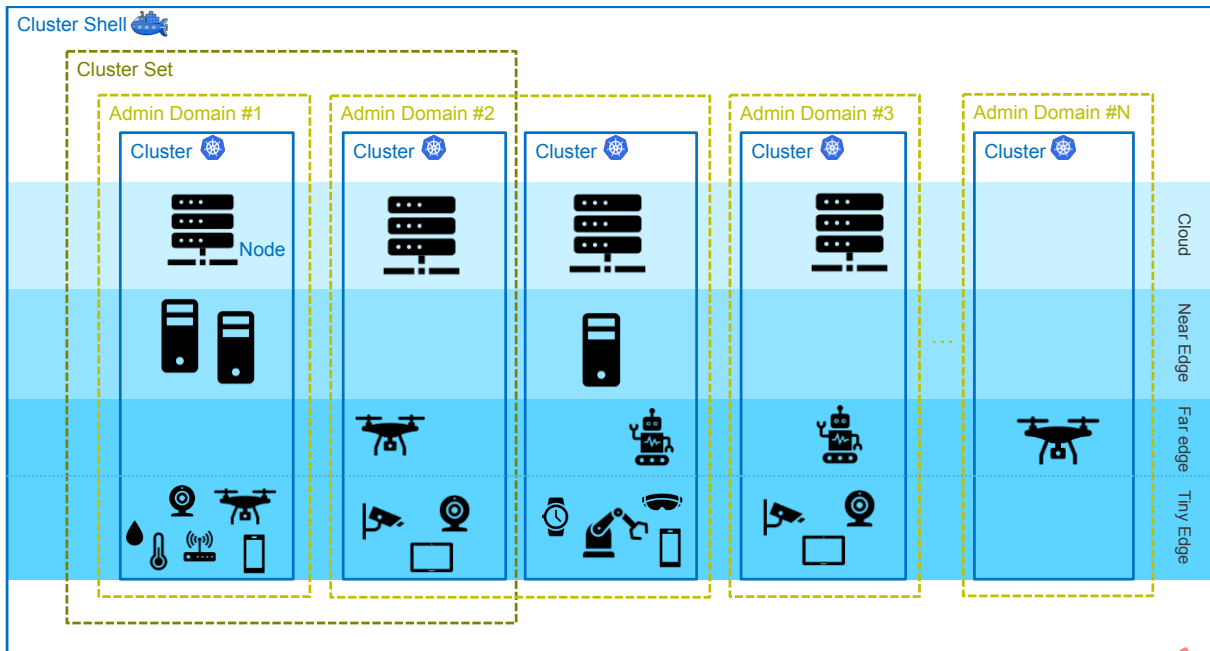 Cluster Shell
Cluster Set
Admin Domain #1
Admin Domain #2
Admin Domain #3
Admin Domain #N
Cluster
Cluster
Cluster
Cluster
Cluster
Node
Cloud
Near Edge
...
Far edge
Tiny Edge